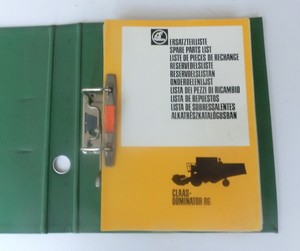 ERSATZTEILLISTE
SPARE PARTS LIST
LISTE DE PIECES DE RECHANGE
RESERVEDELSLISTE
RESERVDELSLISTAN
ONDERDELENLIJST
LISTA DEI PEZZI DI RICAMBIO
LISTA DE REPUESTOS
LISTA DE SOBRESSALENTES
ALKATRÉSZKATALÓGUSBAN
CLAAS-
DOMINATOR 86